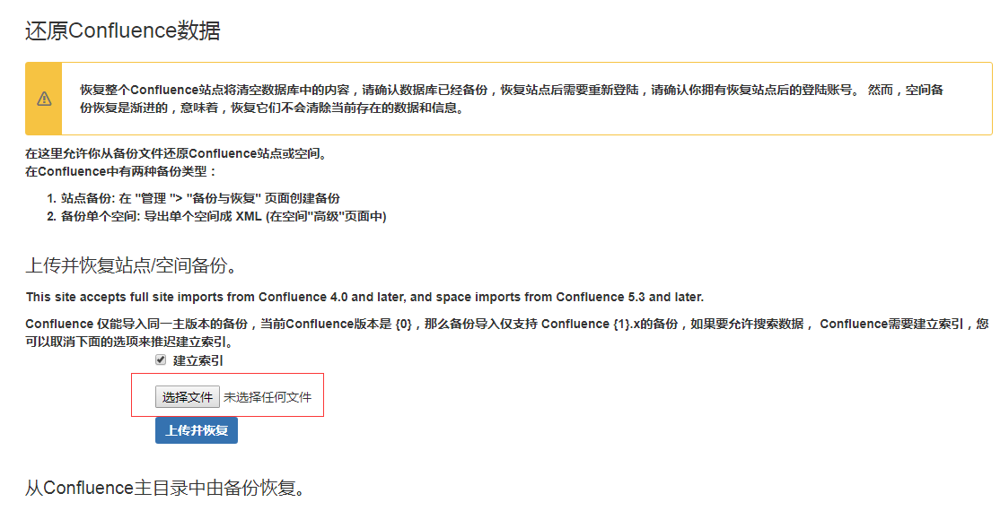 还原Confluence数据
恢复整个Confluence站点将清空数据库中的内容，请确认数据库已经备份，恢复站点后需要重新登陆，请确认你拥有恢复站点后的登陆账号。 然而，空间备
份恢复是渐进的，意味着，恢复它们不会清除当前存在的数据和信息。
在这里允许你从备份文件还原Confluence站点或空间。
在Confluence中有两种备份类型：
1. 站点备份: 在 "管理 "> "备份与恢复" 页面创建备份
2. 备份单个空间: 导出单个空间成 XML (在空间"高级"页面中)
上传并恢复站点/空间备份。
This site accepts full site imports from Confluence 4.0 and later, and space imports from Confluence 5.3 and later.
Confluence 仅能导入同一主版本的备份，当前Confluence版本是 {0}，那么备份导入仅支持 Confluence {1}.x的备份，如果要允许搜索数据， Confluence需要建立索引，您
可以取消下面的选项来推迟建立索引。
建立索引
选择文件 未选择任何文件
上传并恢复
从Confluence主目录中由备份恢复。